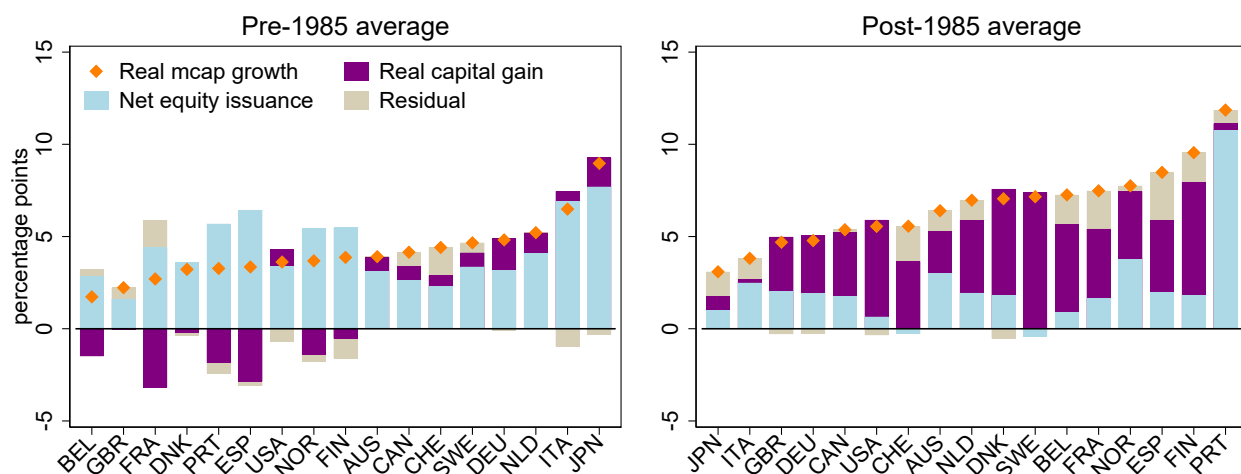 Pre-1985 average
15
10
5
0
-5
percentage points
Real mcap growth
Real capital gain
Net equity issuance
Residual
BEL
GBR
FRA
DNK
PRT
ESP
USA
NOR
FIN
AUS
CAN
CHE
SWE
DEU
NLD
ITA
JPN
Post-1985 average
15
10
5
0
-5
JPN
ITA
GBR
DEU
CAN
USA
CHE
AUS
NLD
DNK
SWE
BEL
FRA
NOR
ESP
FIN
PRT